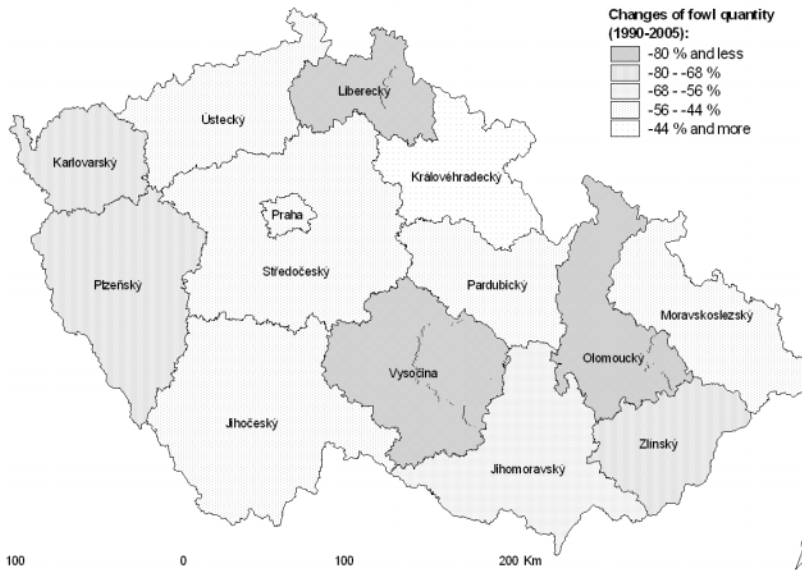 Changes of fowl quantity
(1990-2005):
-80 % and less
-80 - -68 %
-68 - -56 %
-56 - -44 %
-44 % and more
Liberecký
Ústecký
Karlovarský
Královéhradecký
Praha
Středočeský
Plzeňský
Pardubický
Moravskoslezský
Olomoucký
Vysočina
Jihočeský
Zlínský
Jihomoravský
100 0 100 200 Km